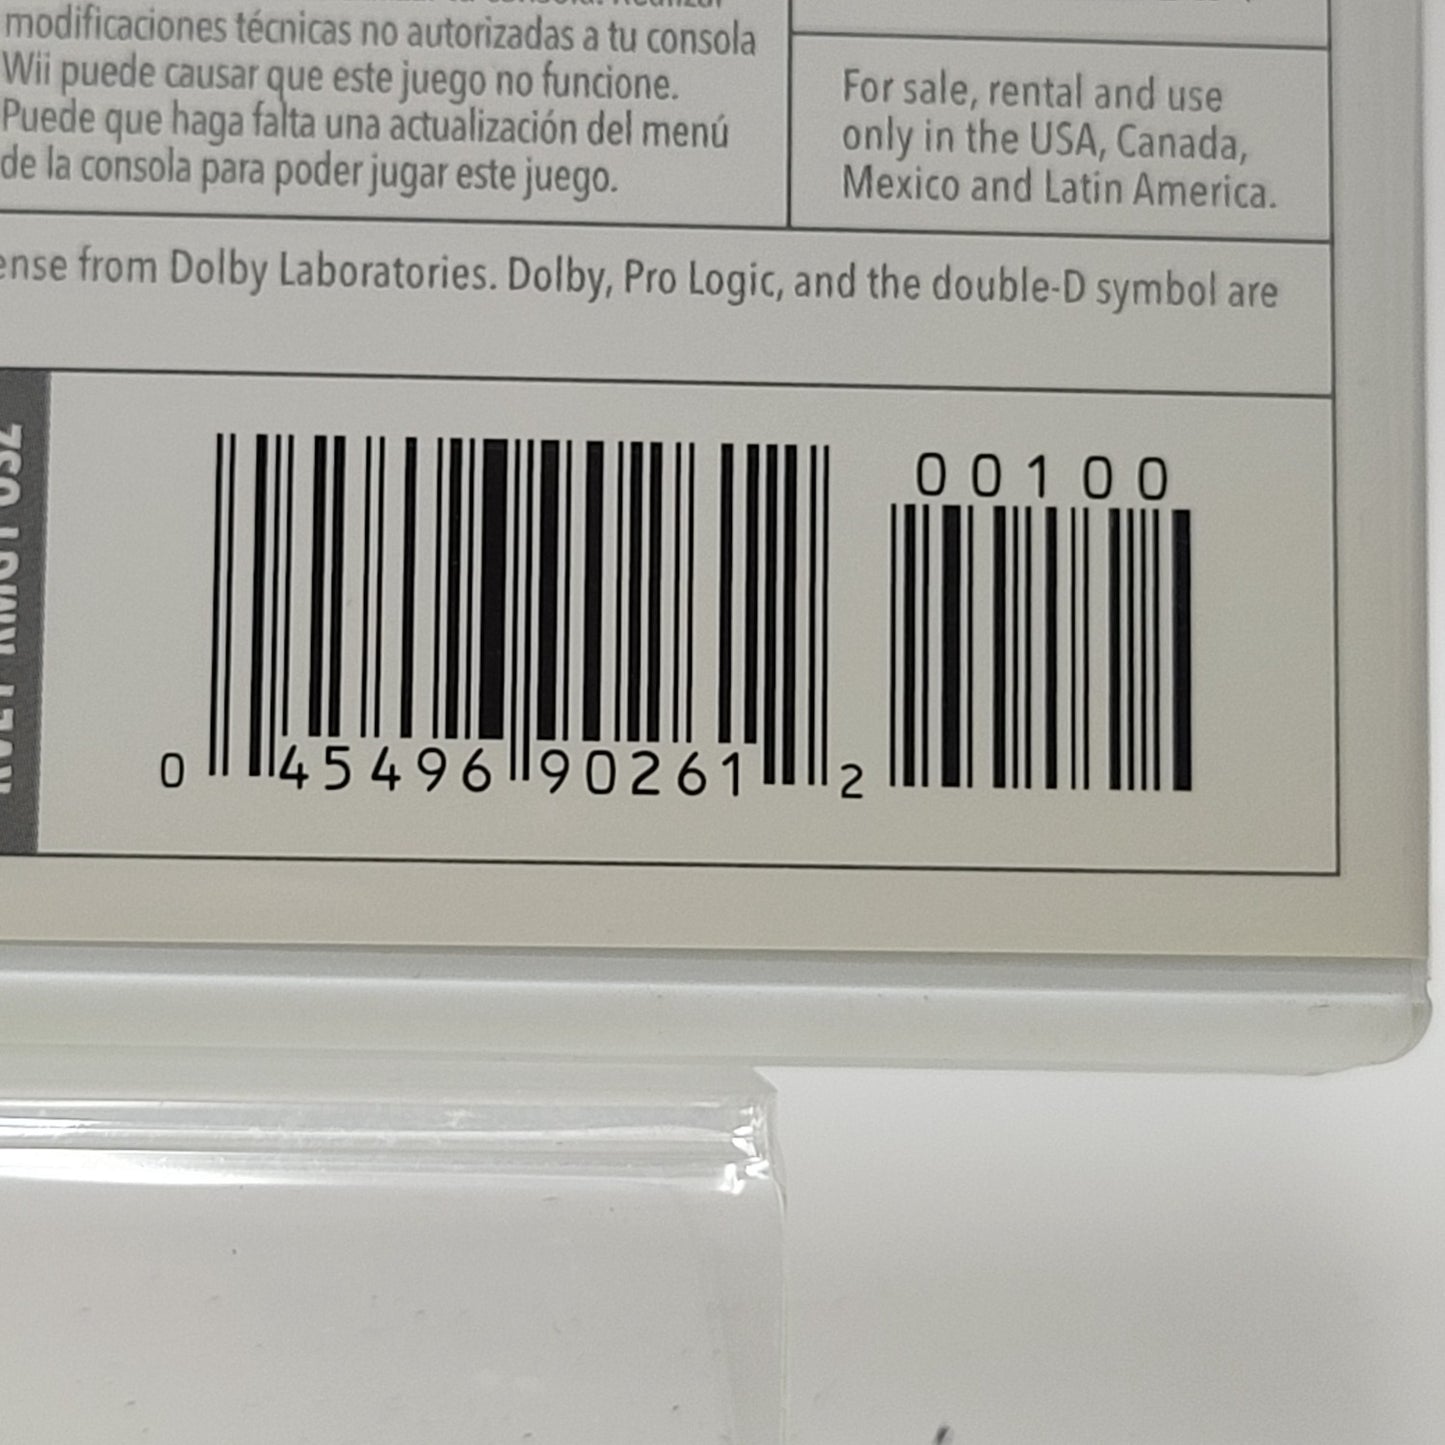 modificaciones técnicas no autorizadas a tu consola
Wii puede causar que este juego no funcione.
Puede que haga falta una actualización del menú
de la consola para poder jugar este juego.
For sale, rental and use
only in the USA, Canada,
Mexico and Latin America.
from Dolby Laboratories. Dolby, Pro Logic, and the double-D symbol are
00100
0 45496 90261 2